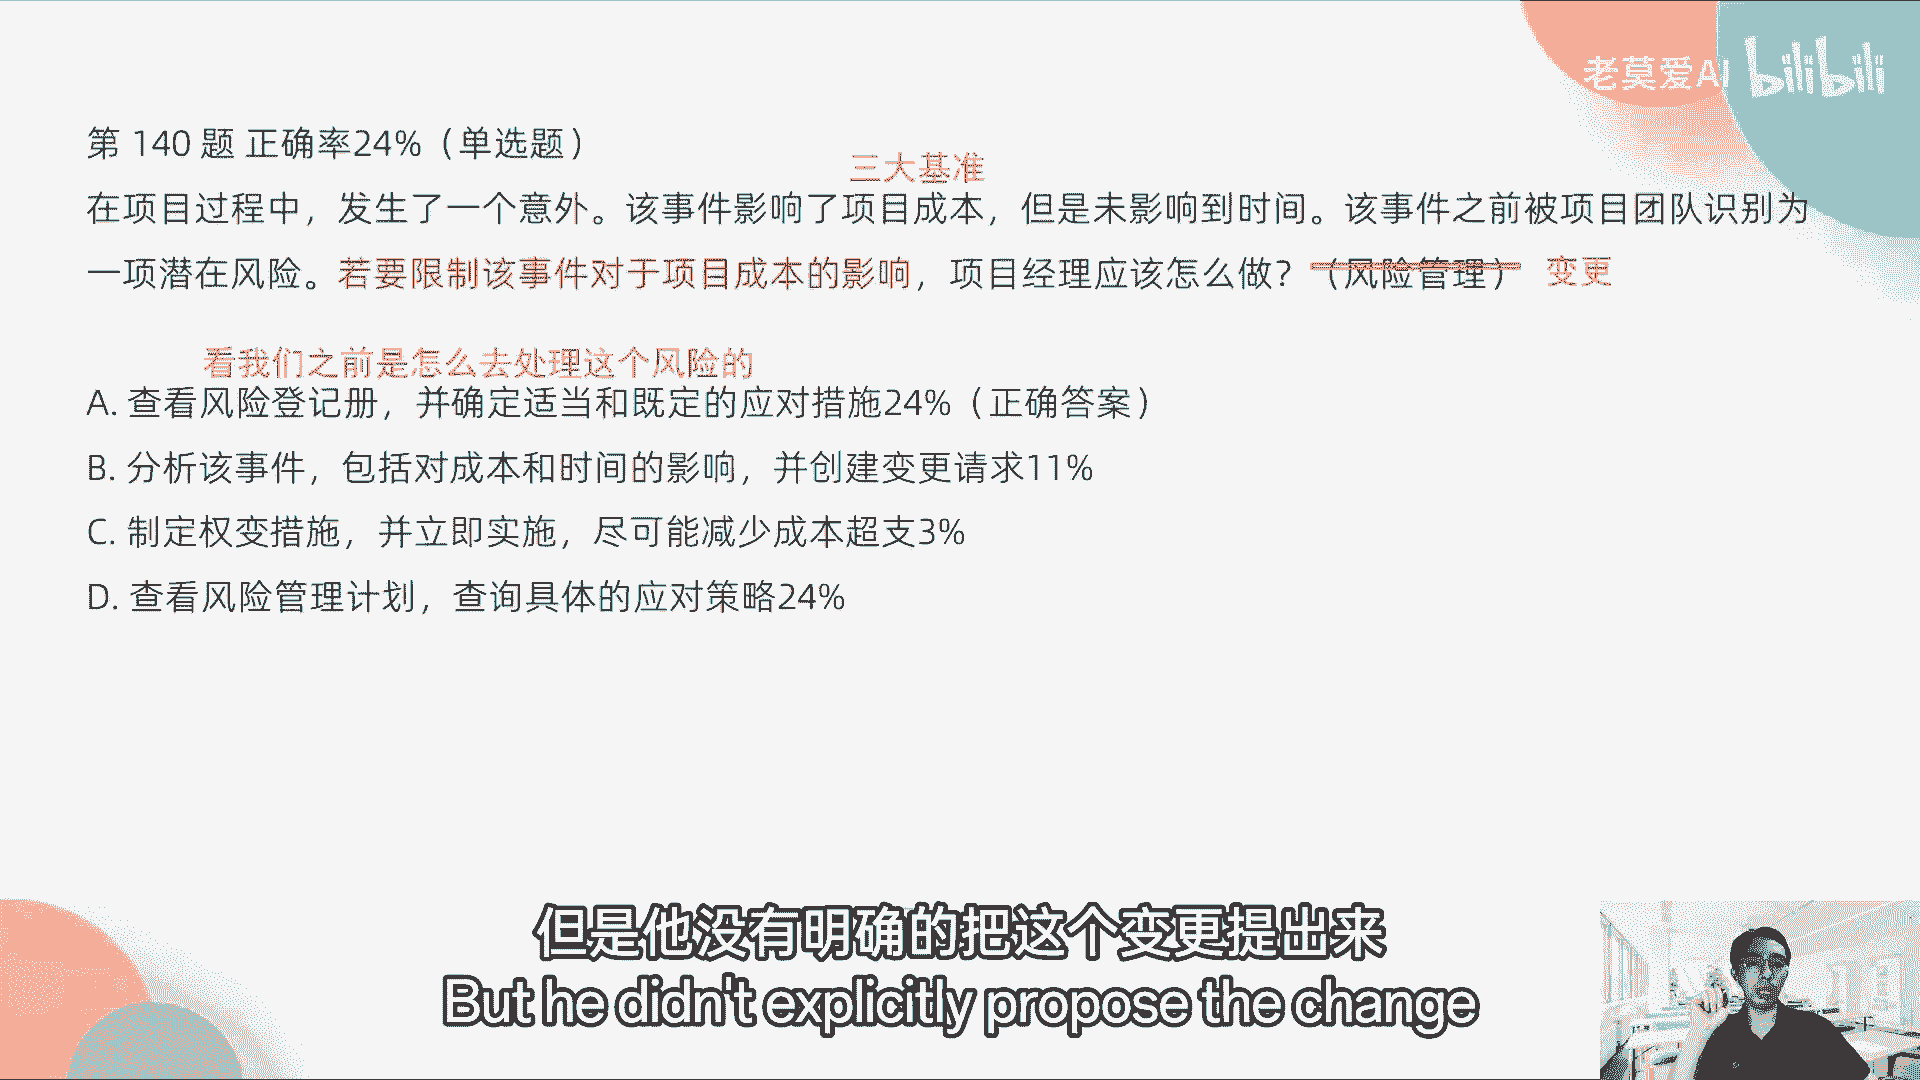 老莫爱AI bilibili
第 140 题 正确率24%（单选题）
三大基准
在项目过程中，发生了一个意外。该事件影响了项目成本，但是未影响到时间。该事件之前被项目团队识别为
一项潜在风险。若要限制该事件对于项目成本的影响，项目经理应该怎么做？（风险管理） 变更
看我们之前是怎么去处理这个风险的
A. 查看风险登记册，并确定适当和既定的应对措施24%（正确答案）
B. 分析该事件，包括对成本和时间的影响，并创建变更请求11%
C. 制定权变措施，并立即实施，尽可能减少成本超支3%
D. 查看风险管理计划，查询具体的应对策略24%
但是他没有明确的把这个变更提出来
But he didn't explicitly propose the change